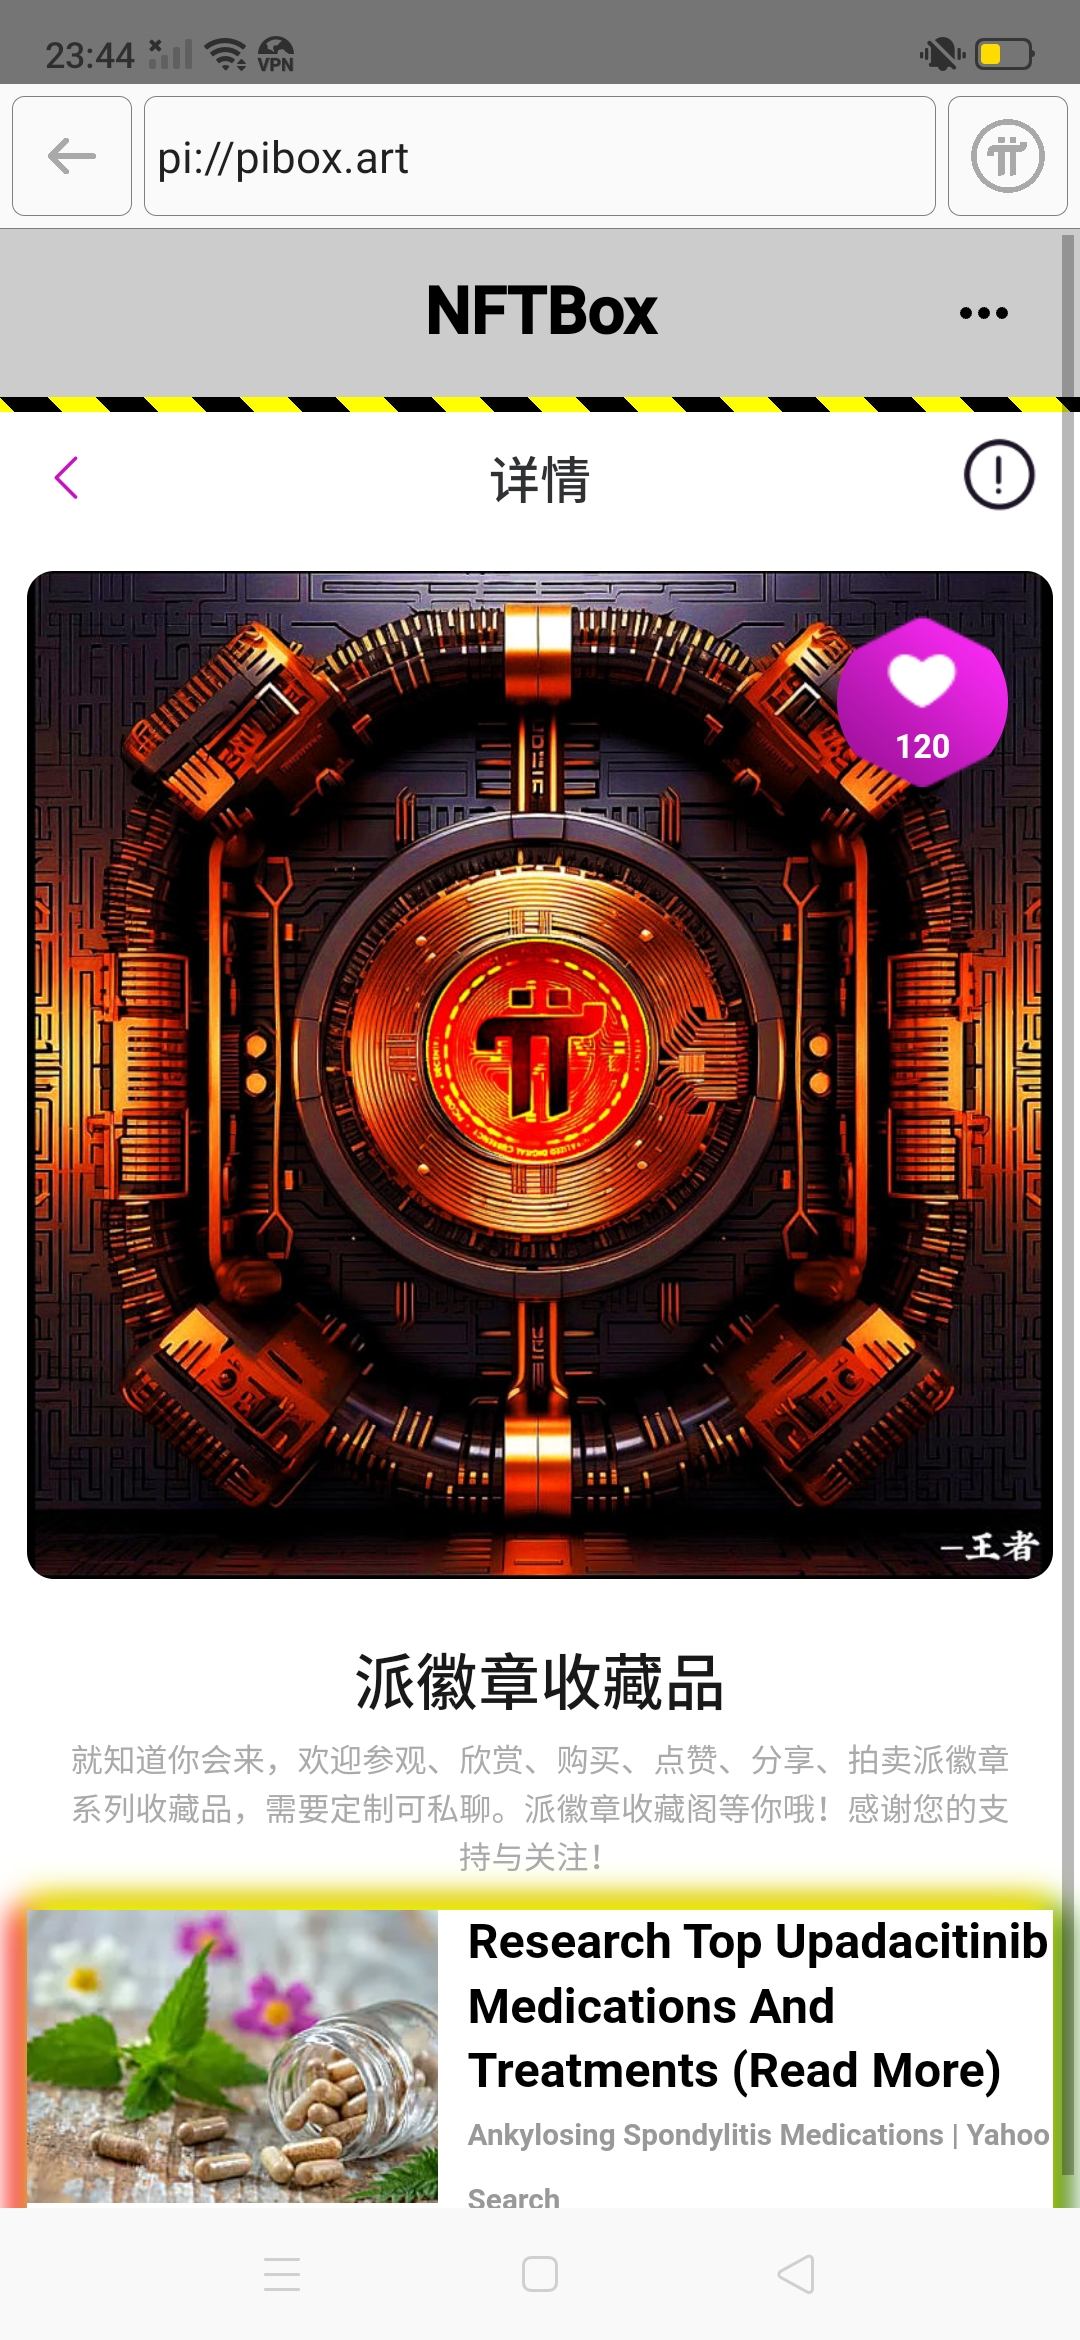 23:44
VPN
pi://pibox.art
NFTBox
详情
120
—王者
派徽章收藏品
就知道你会来，欢迎参观、欣赏、购买、点赞、分享、拍卖派徽章
系列收藏品，需要定制可私聊。派徽章收藏阁等你哦！感谢您的支
持与关注！
Research Top Upadacitinib
Medications And
Treatments (Read More)
Ankylosing Spondylitis Medications | Yahoo
Search